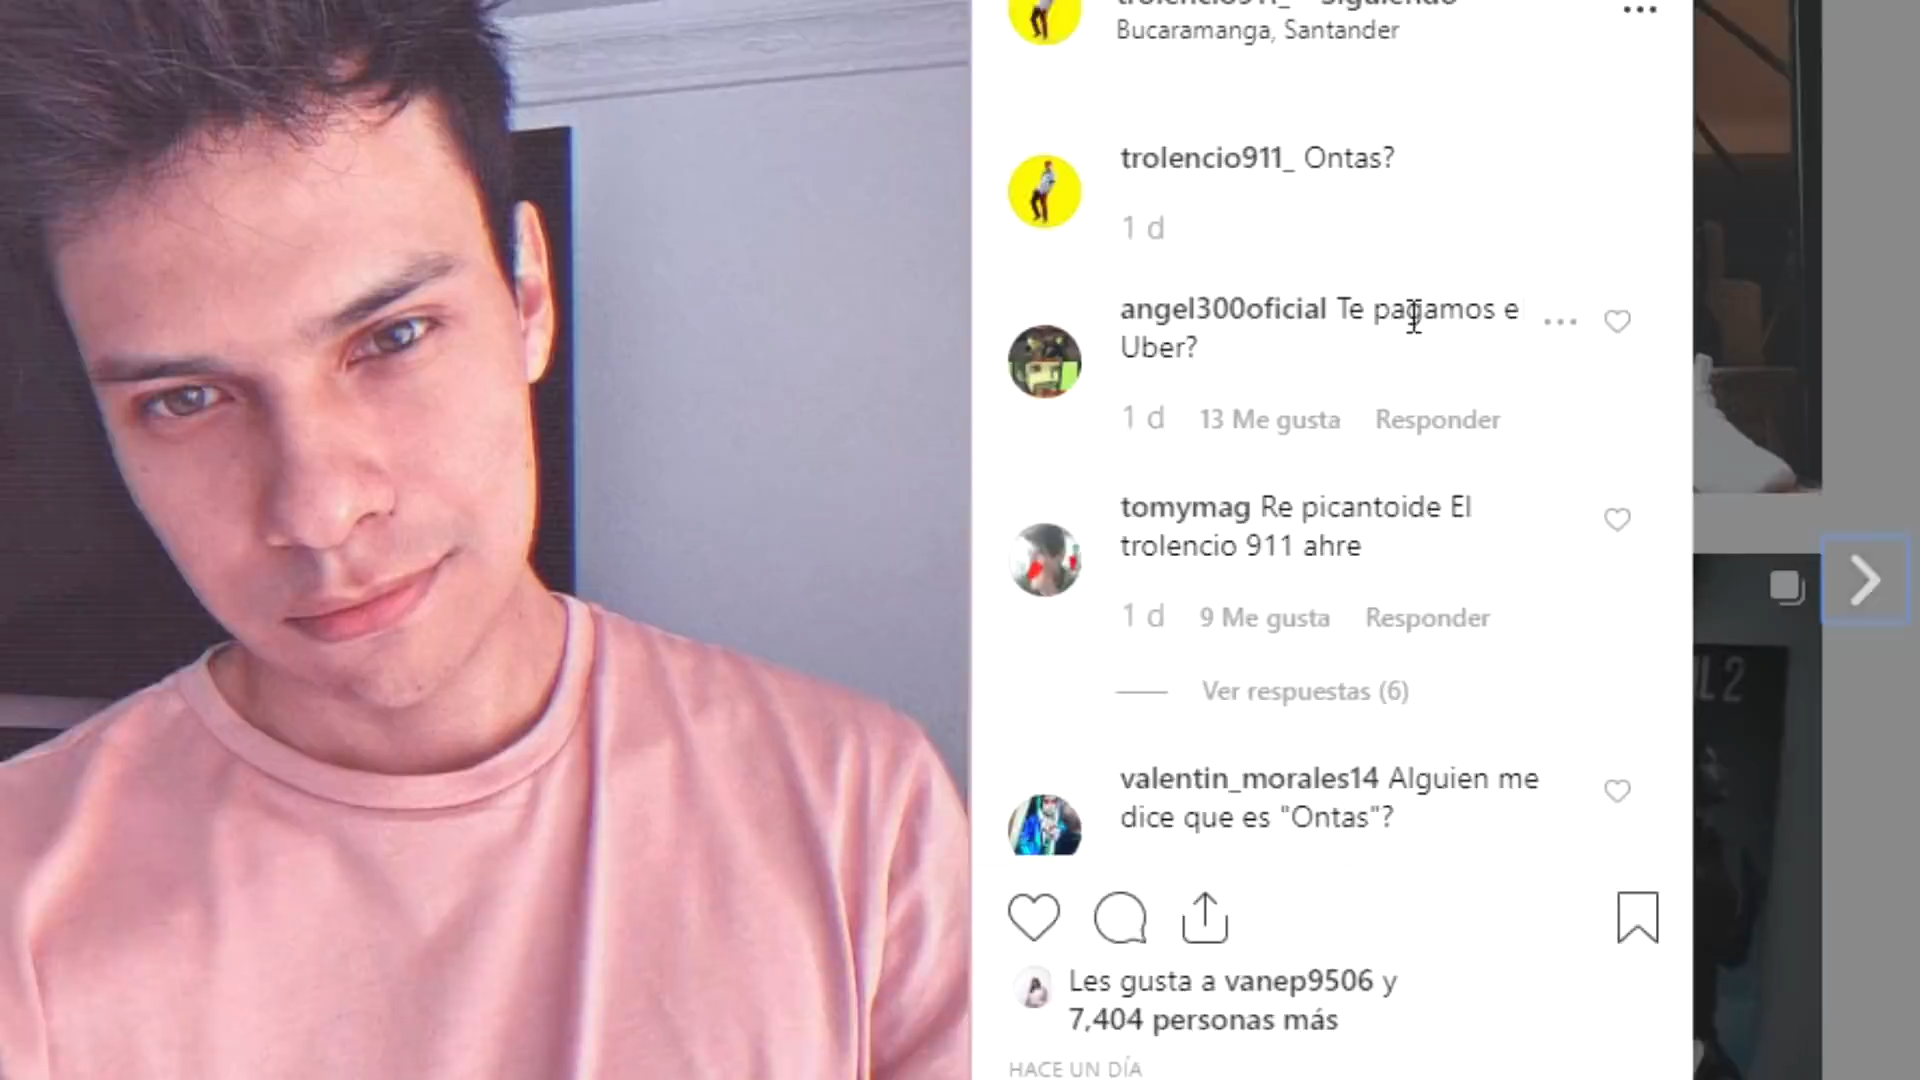 trolencio911_ • Siguiendo
Bucaramanga, Santander
trolencio911_ Ontas?
1 d
angel300oficial Te pagamos e
Uber?
1 d 13 Me gusta Responder
tomymag Re picantoide El
trolencio 911 ahre
1 d 9 Me gusta Responder
Ver respuestas (6)
valentin_morales14 Alguien me
dice que es "Ontas"?
Les gusta a vanep9506 y
7,404 personas más
HACE UN DÍA